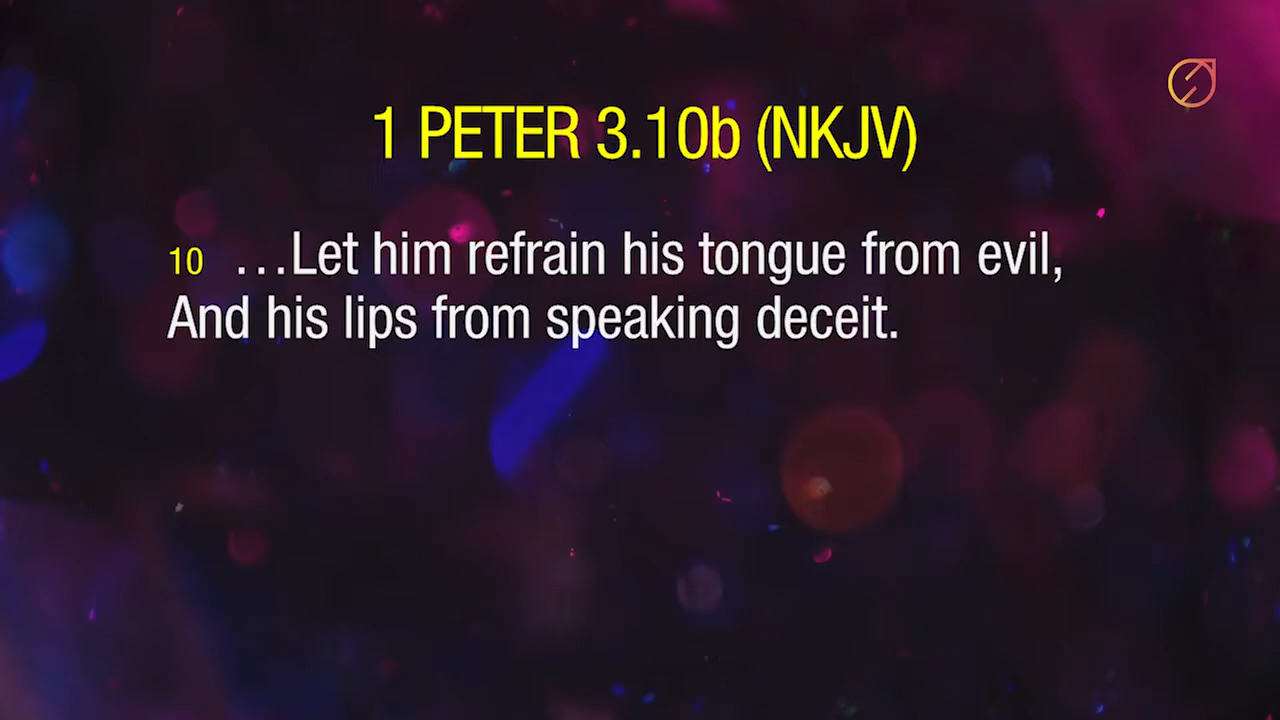 1 PETER 3.10b (NKJV)
10 …Let him refrain his tongue from evil,
And his lips from speaking deceit.